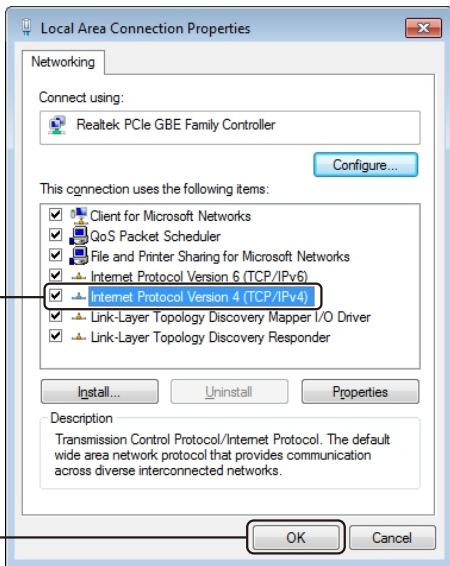 Local Area Connection Properties
Networking
Connect using:
Realtek PCIe GBE Family Controller
Configure...
This connection uses the following items:
Client for Microsoft Networks
QoS Packet Scheduler
File and Printer Sharing for Microsoft Networks
Internet Protocol Version 6 (TCP/IPv6)
Internet Protocol Version 4 (TCP/IPv4)
Link-Layer Topology Discovery Mapper I/O Driver
Link-Layer Topology Discovery Responder
Install... Uninstall Properties
Description
Transmission Control Protocol/Internet Protocol. The default
wide area network protocol that provides communication
across diverse interconnected networks.
OK Cancel